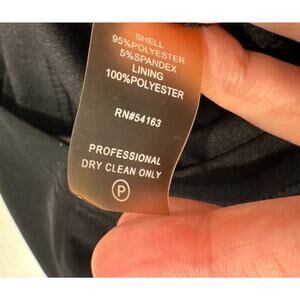 SHELL
95%POLYESTER
5%SPANDEX
LINING
100%POLYESTER
RN#54163
PROFESSIONAL
DRY CLEAN ONLY
P